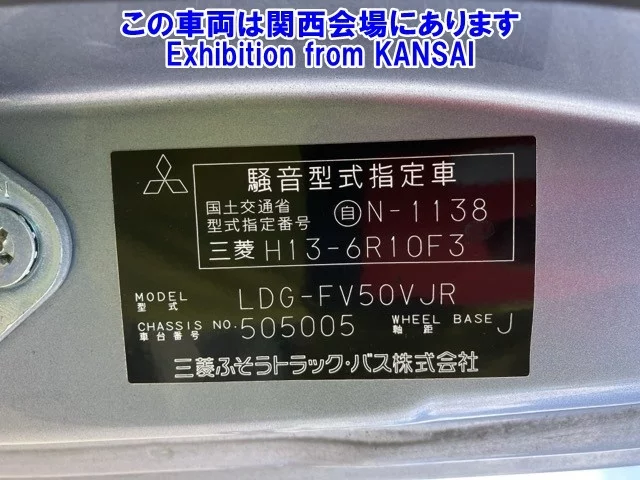 この車両は関西会場にあります
Exhibition from KANSAI
騒音型式指定車
国土交通省
型式指定番号 自N-1138
三菱 H13-6R10F3
MODEL
型式 LDG-FV50VJR
CHASSIS NO.
車台番号 505005 WHEEL BASE
軸距 J
三菱ふそうトラック・バス株式会社